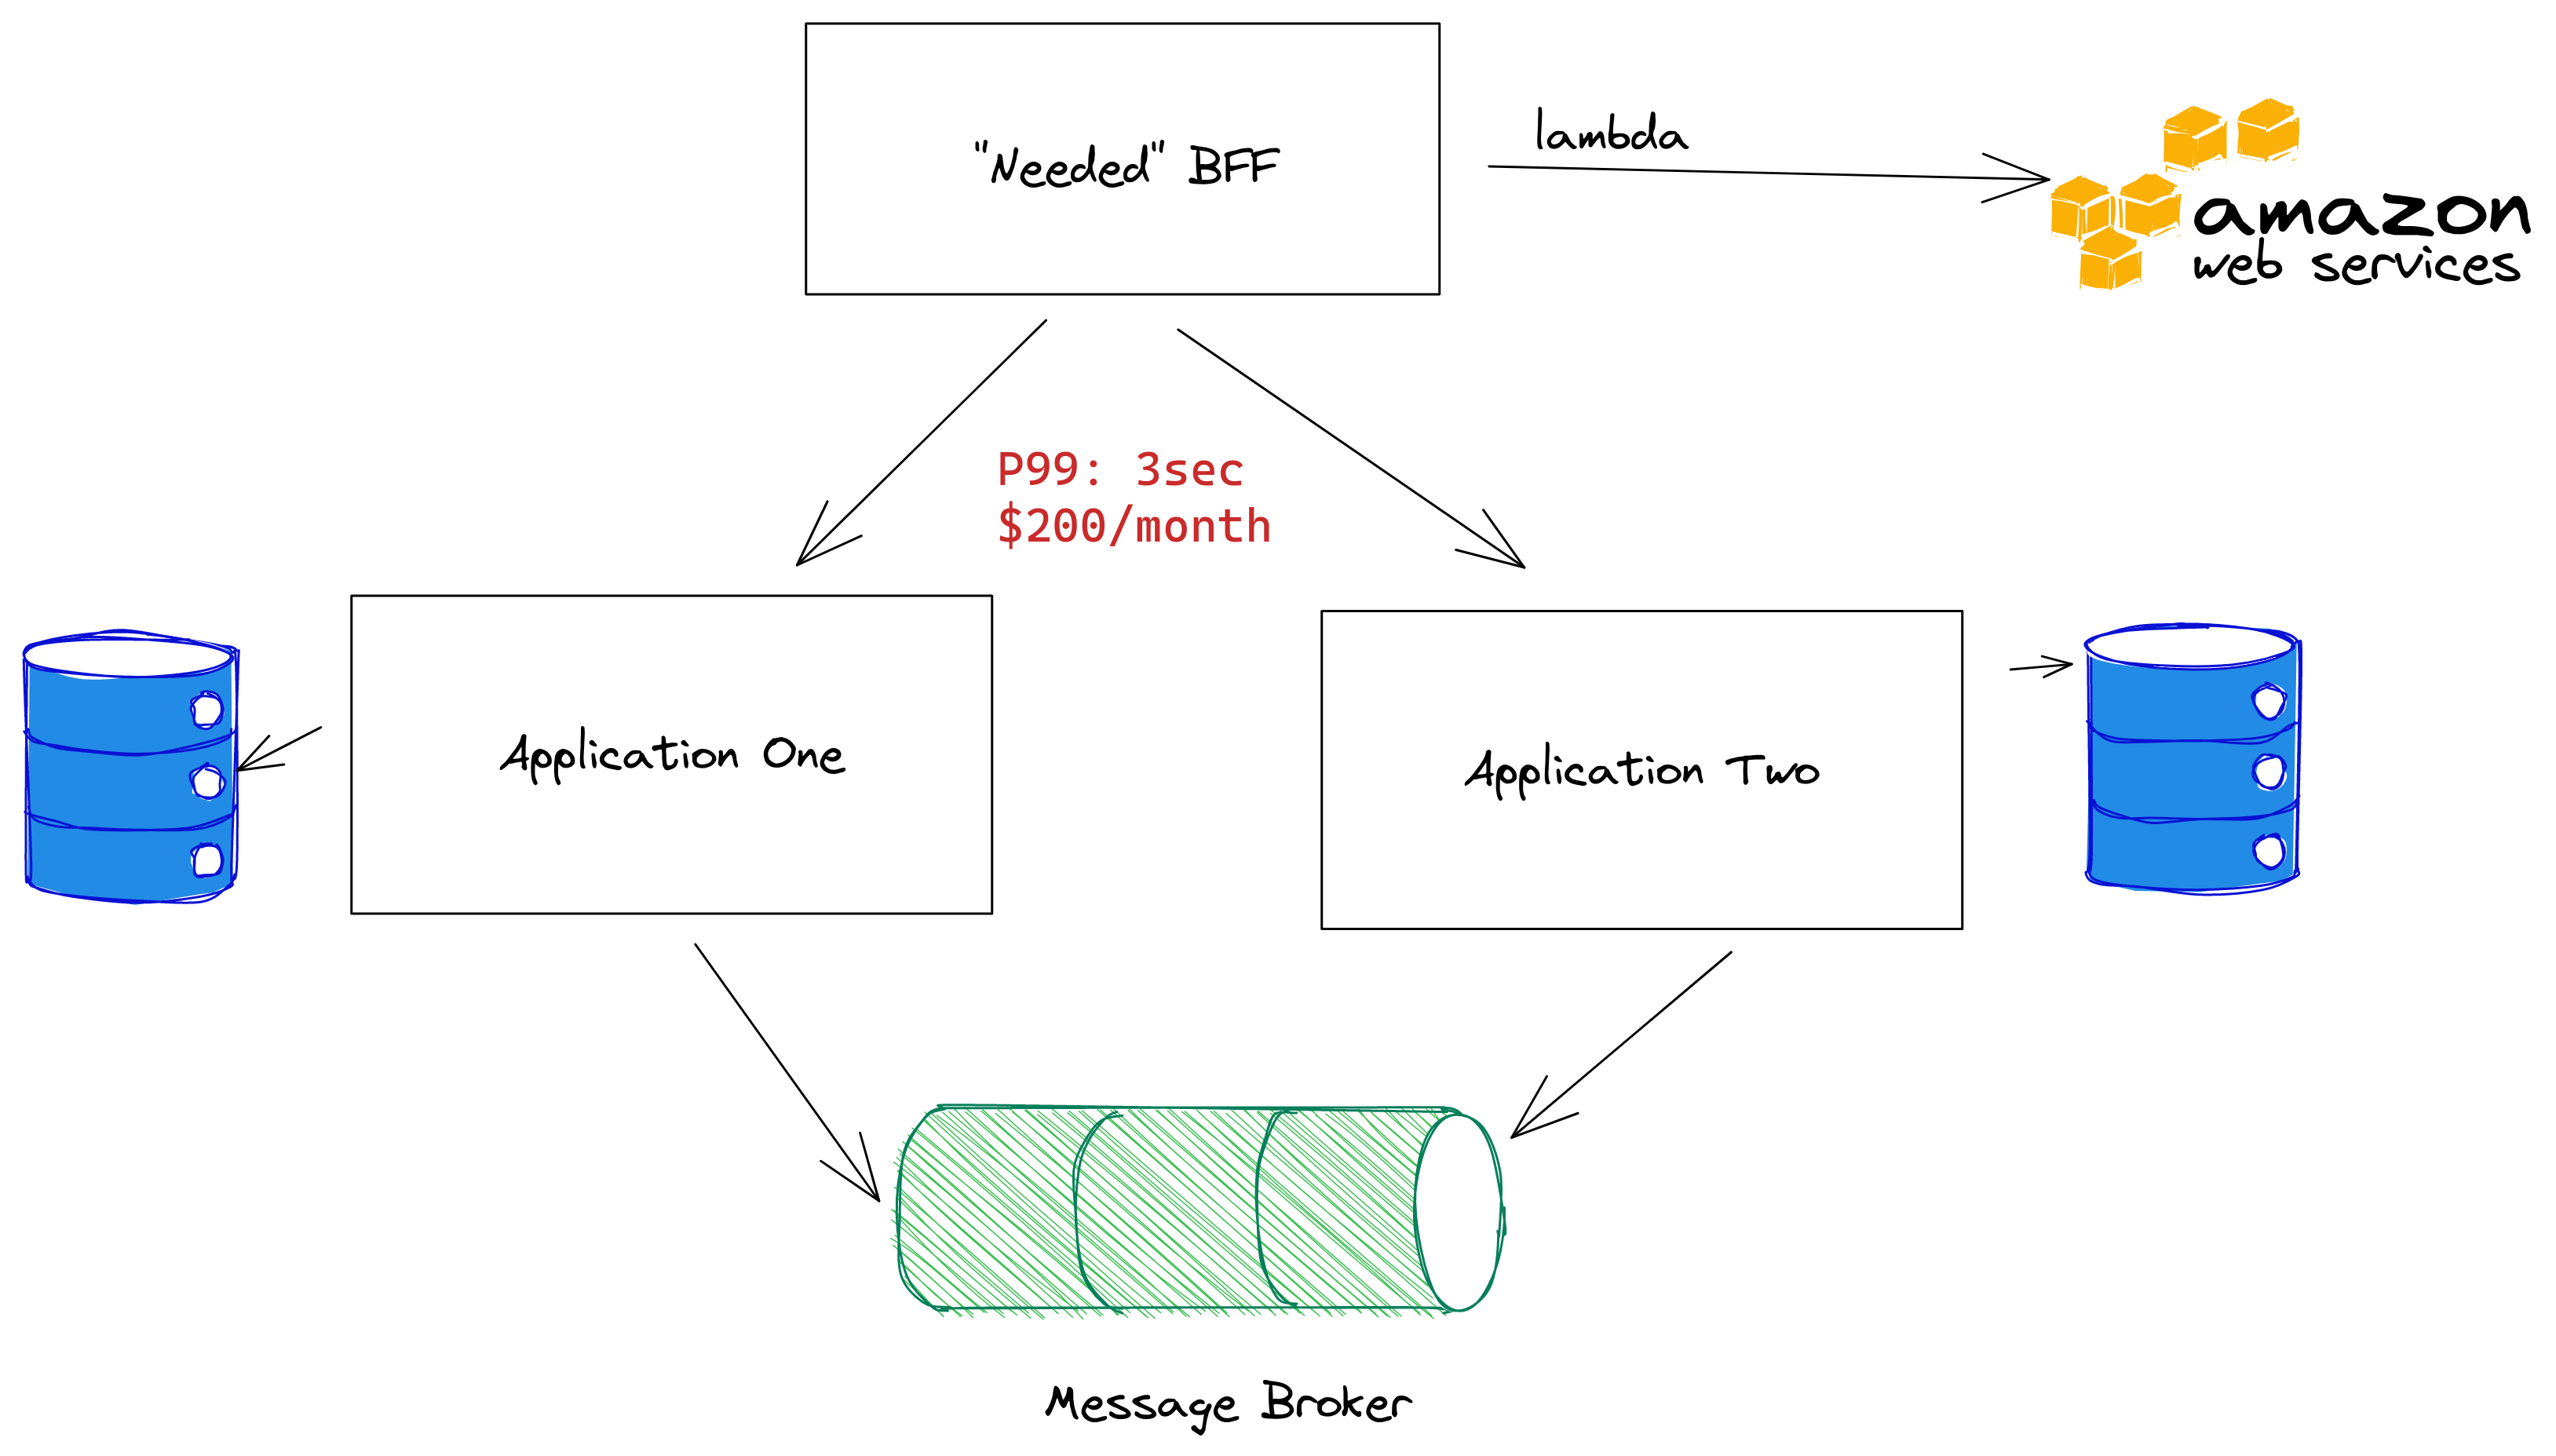 "Needed" BFF
lambda
amazon
web services
P99: 3sec
$200/month
Application One
Application Two
Message Broker